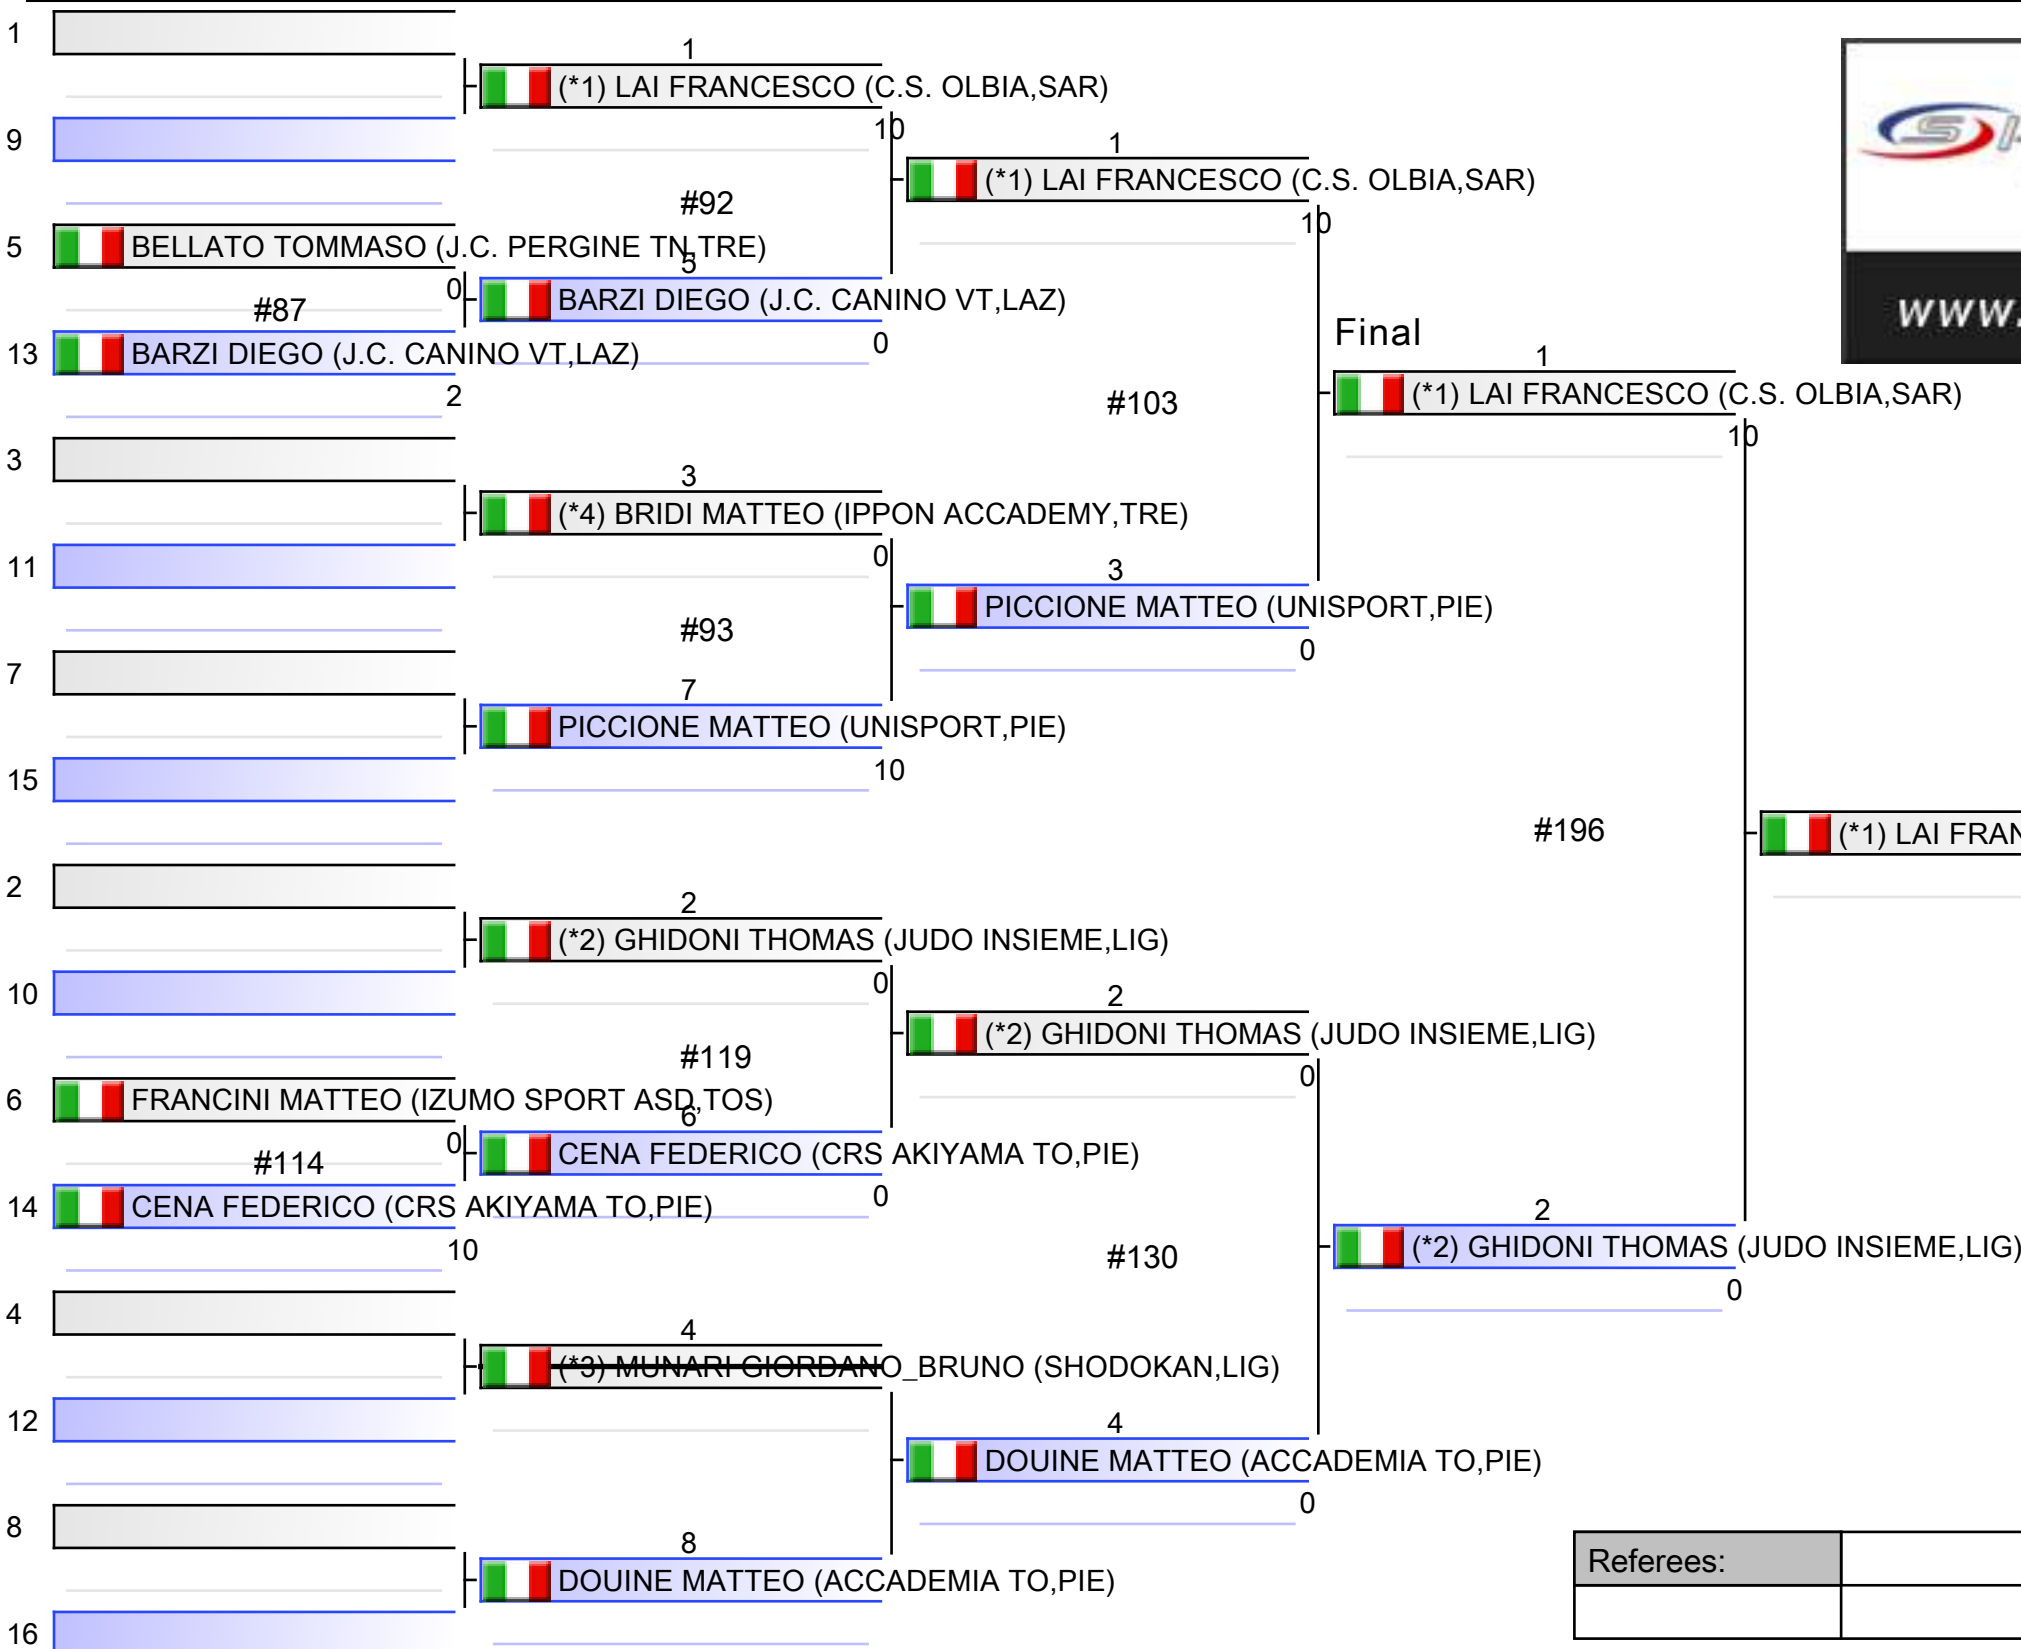 1
1
(*1) LAI FRANCESCO (C.S. OLBIA,SAR)
10
9
1
(*1) LAI FRANCESCO (C.S. OLBIA,SAR)
#92
10
5
BELLATO TOMMASO (J.C. PERGINE TN,TRE)
5
0
BARZI DIEGO (J.C. CANINO VT,LAZ)
#87
WWW.
Final
0
13
BARZI DIEGO (J.C. CANINO VT,LAZ)
1
2
(*1) LAI FRANCESCO (C.S. OLBIA,SAR)
#103
10
3
3
(*4) BRIDI MATTEO (IPPON ACCADEMY,TRE)
0
11
3
PICCIONE MATTEO (UNISPORT,PIE)
#93
0
7
7
PICCIONE MATTEO (UNISPORT,PIE)
10
15
#196
(*1) LAI FRAN
2
2
(*2) GHIDONI THOMAS (JUDO INSIEME,LIG)
0
10
2
(*2) GHIDONI THOMAS (JUDO INSIEME,LIG)
#119
0
6
FRANCINI MATTEO (IZUMO SPORT ASD,TOS)
6
0
CENA FEDERICO (CRS AKIYAMA TO,PIE)
#114
0
14
CENA FEDERICO (CRS AKIYAMA TO,PIE)
2
10
#130
(*2) GHIDONI THOMAS (JUDO INSIEME,LIG)
0
4
4
(*3) MUNARI GIORDANO_BRUNO (SHODOKAN,LIG)
12
4
DOUINE MATTEO (ACCADEMIA TO,PIE)
0
8
8
DOUINE MATTEO (ACCADEMIA TO,PIE)
Referees:
16